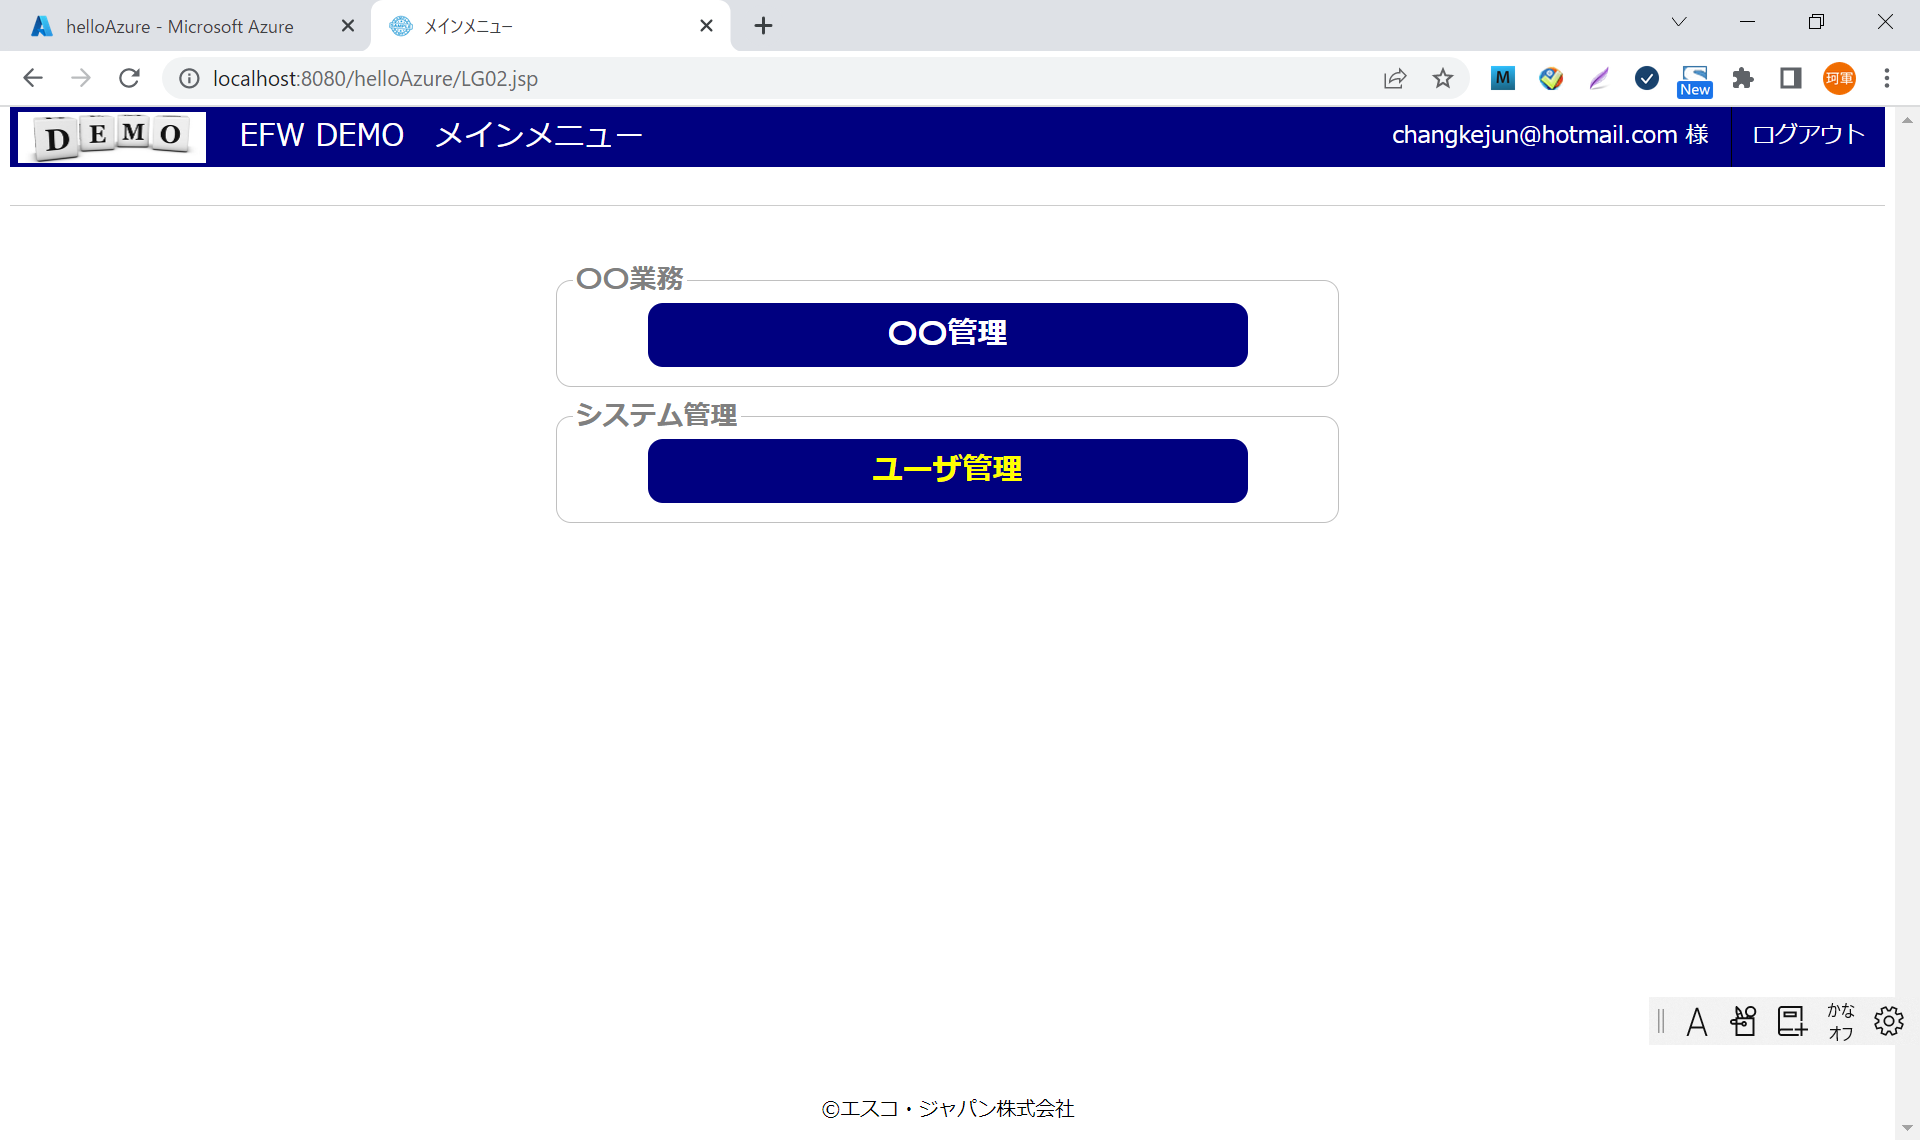 helloAzure - Microsoft Azure
メインメニュー
localhost:8080/helloAzure/LG02.jsp
M
New
珂軍
DEMO
EFW DEMO　メインメニュー
changkejun@hotmail.com 様
ログアウト
〇〇業務
〇〇管理
システム管理
ユーザ管理
A
かな
オフ
©エスコ・ジャパン株式会社